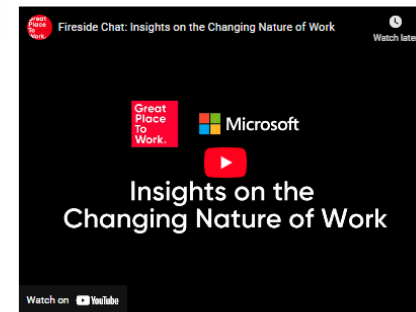 Great
Place
To
Work.
Fireside Chat: Insights on the Changing Nature of Work
Watch late
Great
Place
To
Work.
Microsoft
Insights on the
Changing Nature of Work
Watch on YouTube